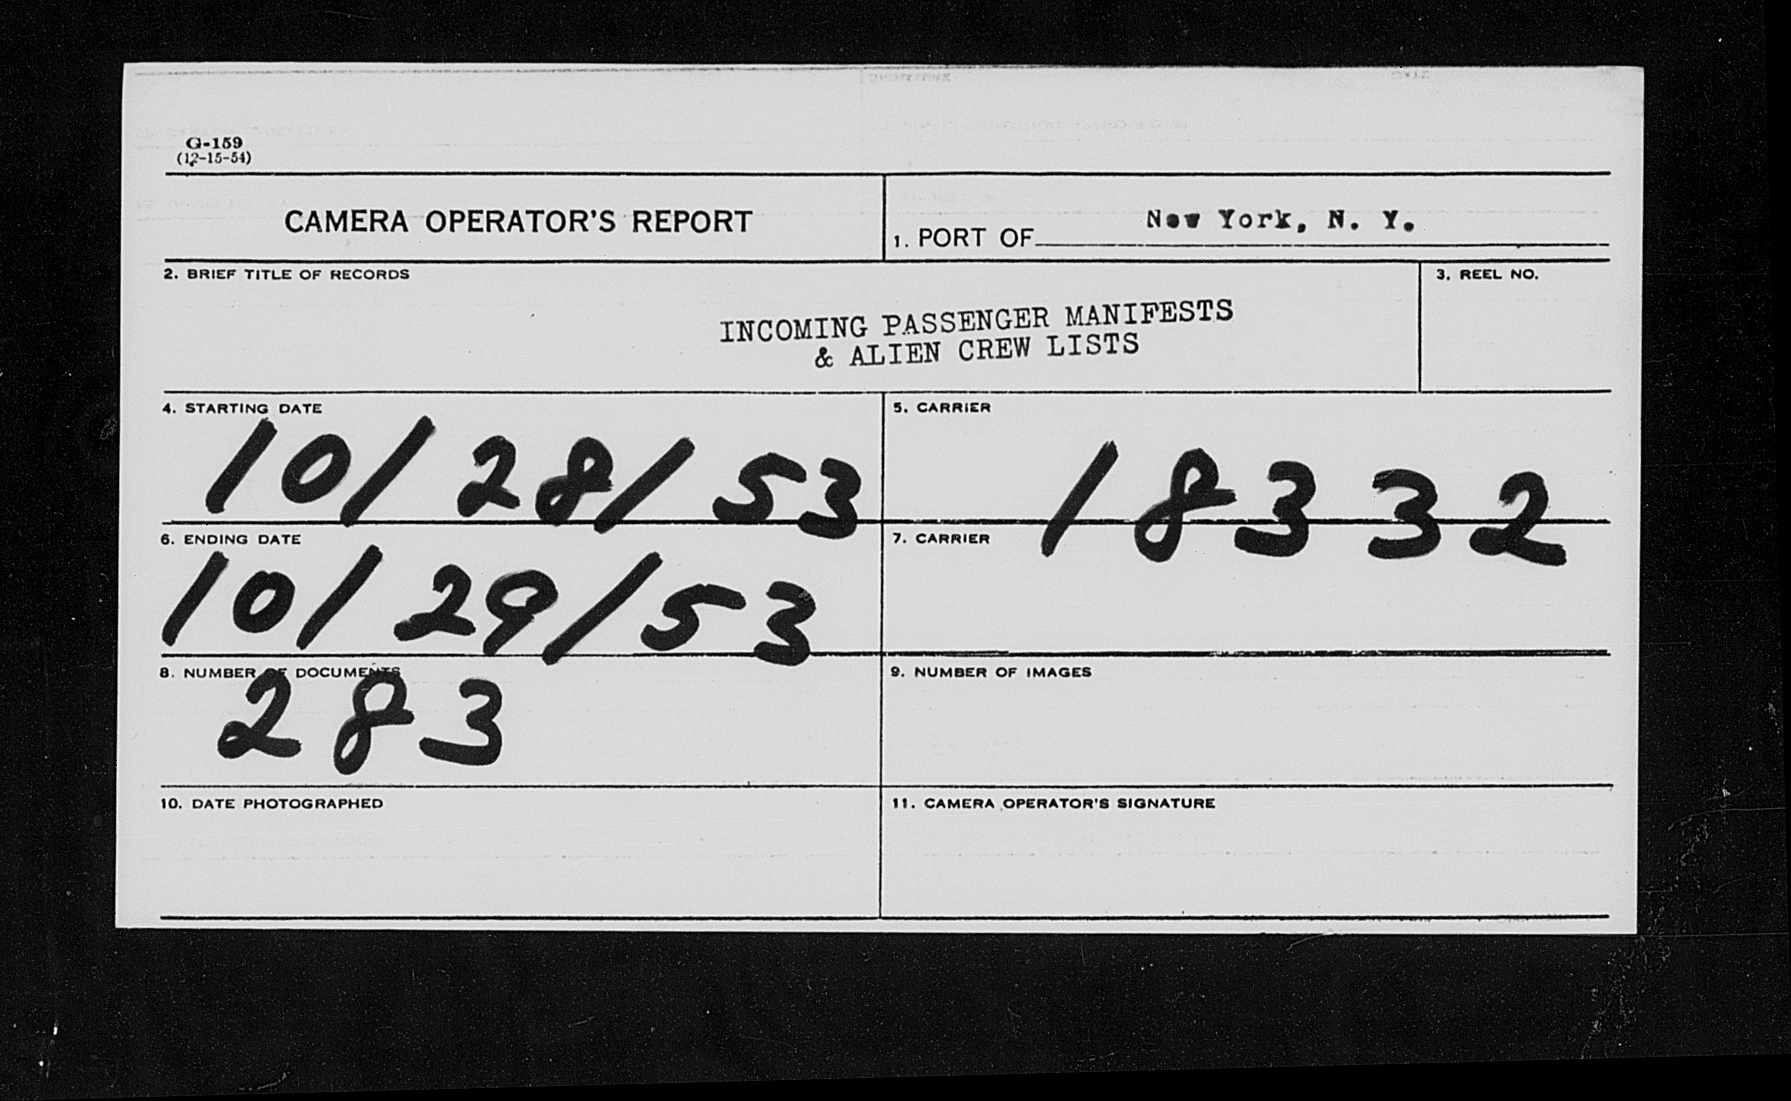 G-159
(12-15-54)
CAMERA OPERATOR'S REPORT
1. PORT OF New York, N. Y.
2. BRIEF TITLE OF RECORDS
3. REEL NO.
INCOMING PASSENGER MANIFESTS
& ALIEN CREW LISTS
4. STARTING DATE
10/28/53
5. CARRIER
18332
6. ENDING DATE
10/29/53
7. CARRIER
8. NUMBER OF DOCUMENTS
283
9. NUMBER OF IMAGES
10. DATE PHOTOGRAPHED
11. CAMERA OPERATOR'S SIGNATURE